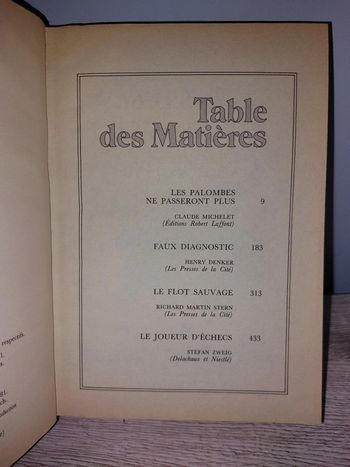 Table
des Matières
LES PALOMBES
NE PASSERONT PLUS 9
CLAUDE MICHELET
(Éditions Robert Laffont)
FAUX DIAGNOSTIC 183
HENRY DENKER
(Les Presses de la Cité)
LE FLOT SAUVAGE 313
RICHARD MARTIN STERN
(Les Presses de la Cité)
LE JOUEUR D'ÉCHECS 433
STEFAN ZWEIG
(Delachaux et Niestlé)